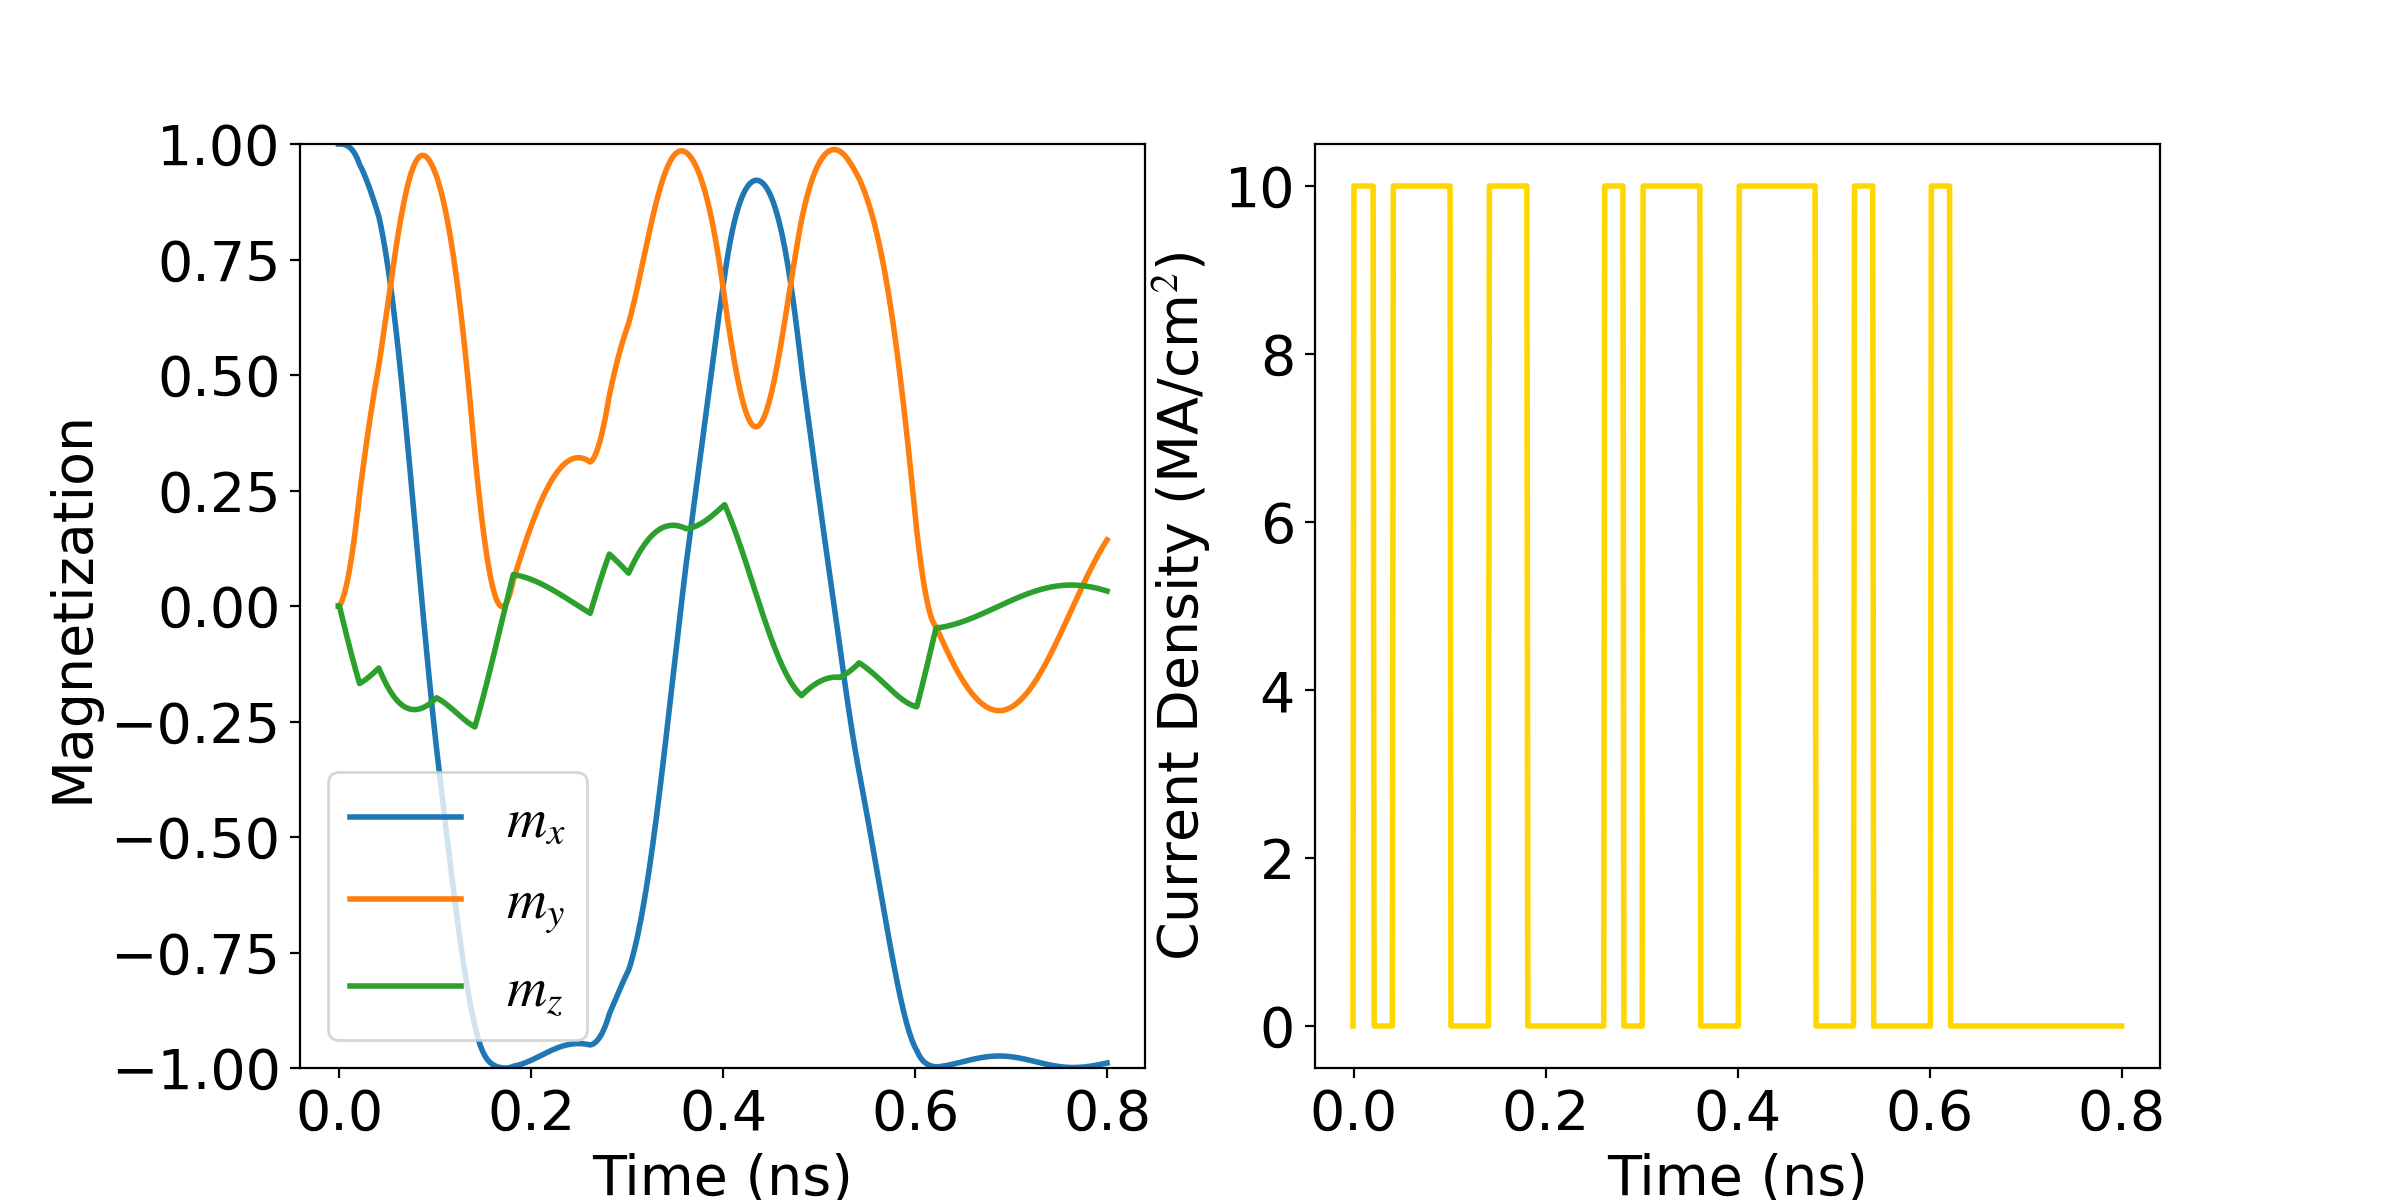 Magnetization
1.00
0.75
0.50
0.25
0.00
−0.25
−0.50
−0.75
−1.00
0.0 0.2 0.4 0.6 0.8
Time (ns)
m_x
m_y
m_z
Current Density (MA/cm²)
10
8
6
4
2
0
0.0 0.2 0.4 0.6 0.8
Time (ns)